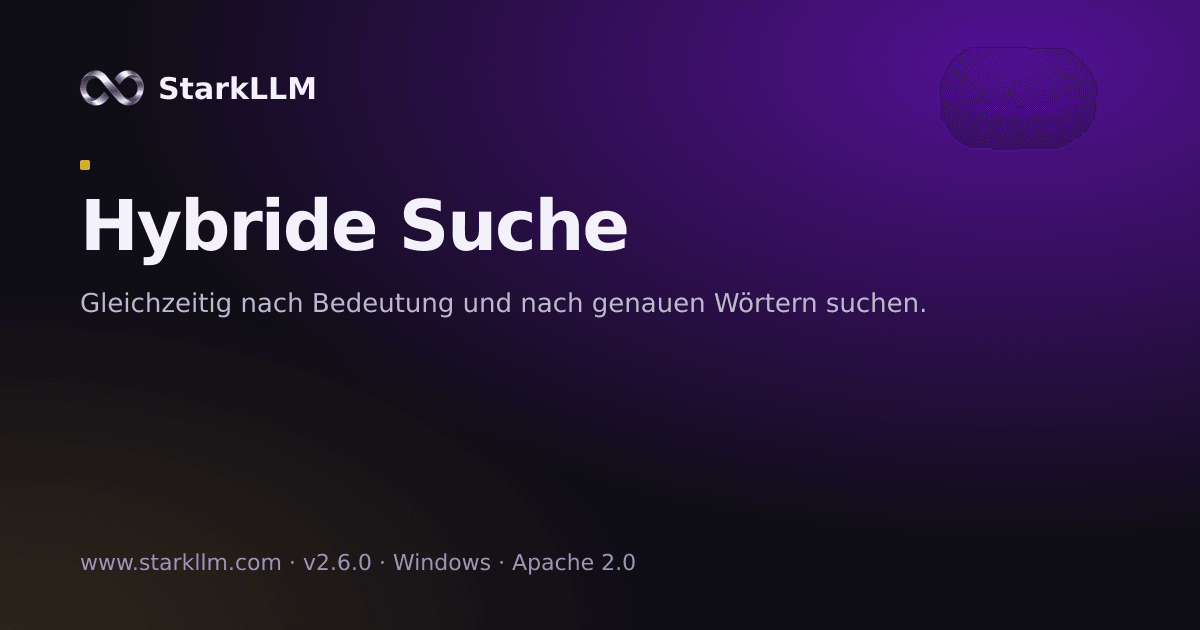 StarkLLM
Hybride Suche
Gleichzeitig nach Bedeutung und nach genauen Wörtern suchen.
www.starkllm.com · v2.6.0 · Windows · Apache 2.0